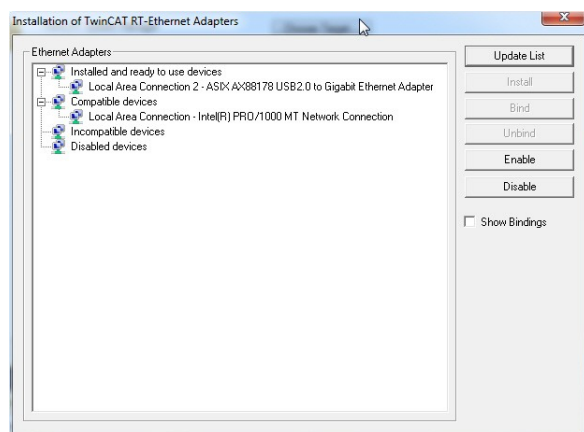 Installation of TwinCAT RT-Ethernet Adapters
Ethernet Adapters
Installed and ready to use devices
Local Area Connection 2 - ASIX AX88178 USB2.0 to Gigabit Ethernet Adapter
Compatible devices
Local Area Connection - Intel(R) PRO/1000 MT Network Connection
Incompatible devices
Disabled devices
Update List
Install
Bind
Unbind
Enable
Disable
Show Bindings